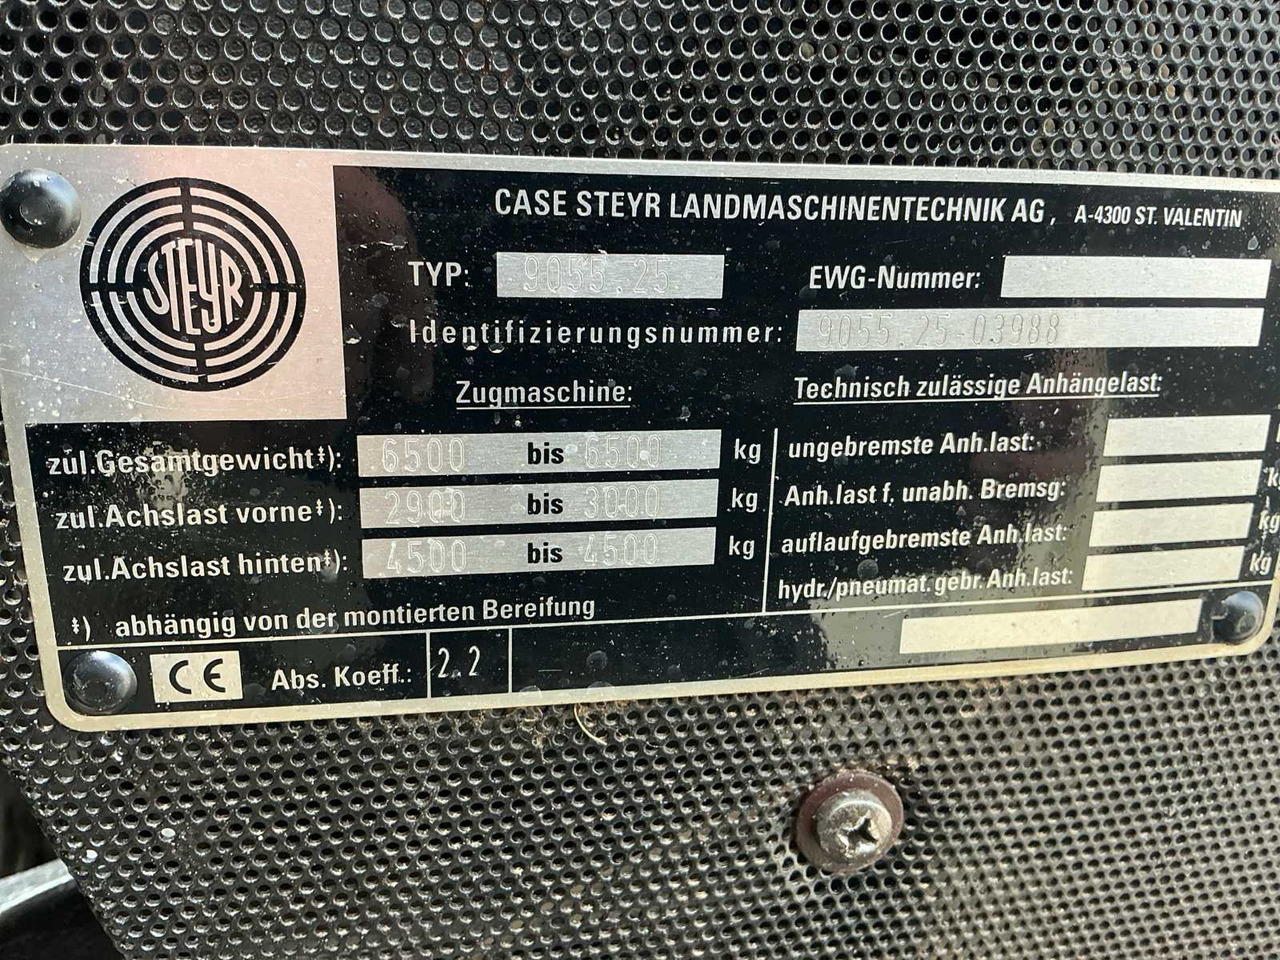 STEYR
CASE STEYR LANDMASCHINENTECHNIK AG, A-4300 ST. VALENTIN
TYP: 9055.25
EWG-Nummer:
Identifizierungsnummer: 9055.25-03988
Zugmaschine:
zul.Gesamtgewicht‡): 6500 bis 6500 kg
zul.Achslast vorne‡): 2900 bis 3000 kg
zul.Achslast hinten‡): 4500 bis 4500 kg
‡) abhängig von der montierten Bereifung
Technisch zulässige Anhängelast:
ungebremste Anh.last:
Anh.last f. unabh. Bremsg: k
auflaufgebremste Anh.last: kg
hydr./pneumat. gebr. Anh.last: kg
CE Abs. Koeff.: 2.2